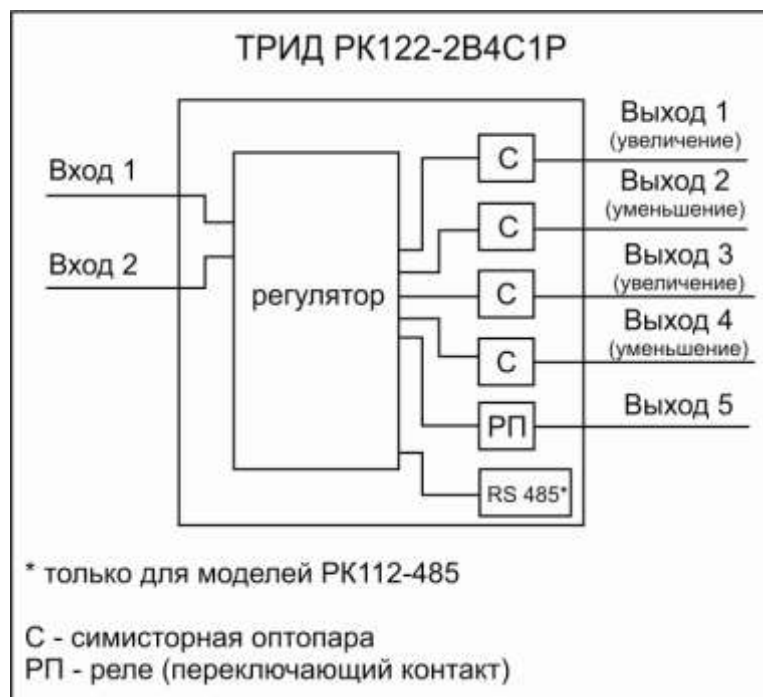 ТРИД РК122-2В4С1Р
Вход 1
Вход 2
регулятор
С
С
С
С
РП
RS 485*
Выход 1
(увеличение)
Выход 2
(уменьшение)
Выход 3
(увеличение)
Выход 4
(уменьшение)
Выход 5
* только для моделей РК112-485
С - симисторная оптопара
РП - реле (переключающий контакт)